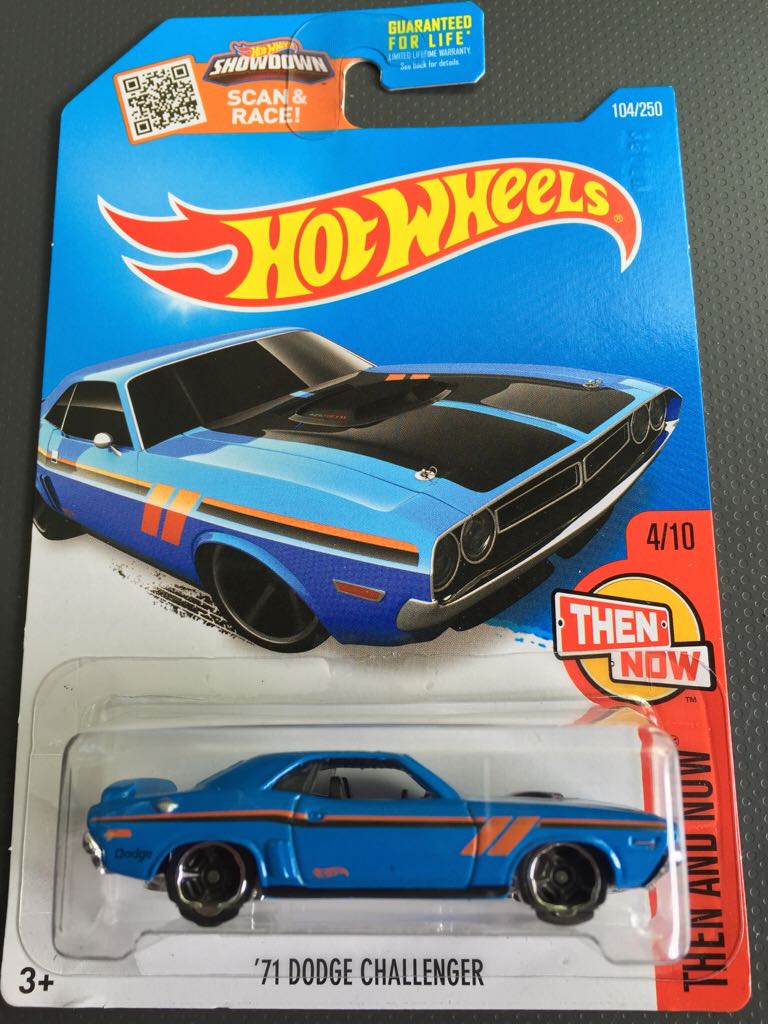 GUARANTEED
FOR LIFE*
LIMITED LIFETIME WARRANTY.
See back for details.
HOT WHEELS
SHOWDOWN
SCAN &
RACE!
104/250
HOT WHEELS®
4/10
THEN
NOW
™
THEN AND NOW
Dodge
3+
'71 DODGE CHALLENGER